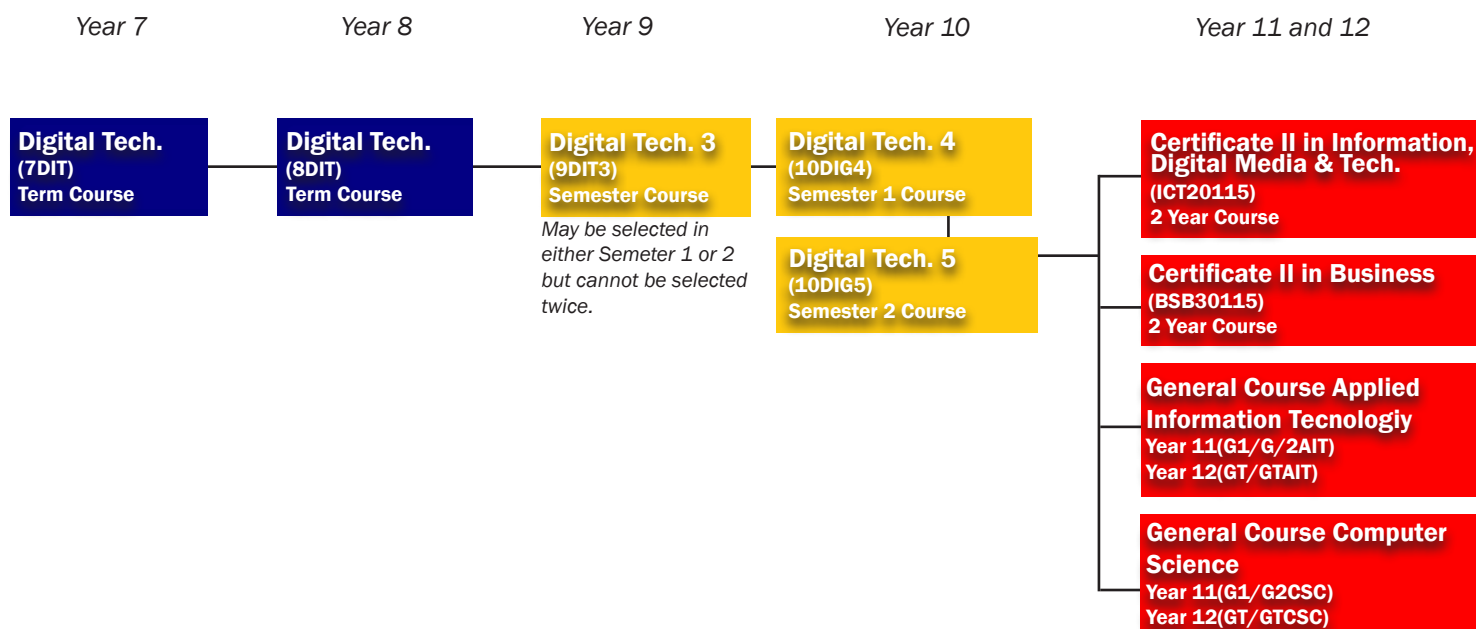 Year 7
Year 8
Year 9
Year 10
Year 11 and 12
Digital Tech.
(7DIT)
Term Course
Digital Tech.
(8DIT)
Term Course
Digital Tech. 3
(9DIT3)
Semester Course
May be selected in
either Semeter 1 or 2
but cannot be selected
twice.
Digital Tech. 4
(10DIG4)
Semester 1 Course
Digital Tech. 5
(10DIG5)
Semester 2 Course
Certificate II in Information,
Digital Media & Tech.
(ICT20115)
2 Year Course
Certificate II in Business
(BSB30115)
2 Year Course
General Course Applied
Information Tecnologiy
Year 11(G1/G/2AIT)
Year 12(GT/GTAIT)
General Course Computer
Science
Year 11(G1/G2CSC)
Year 12(GT/GTCSC)